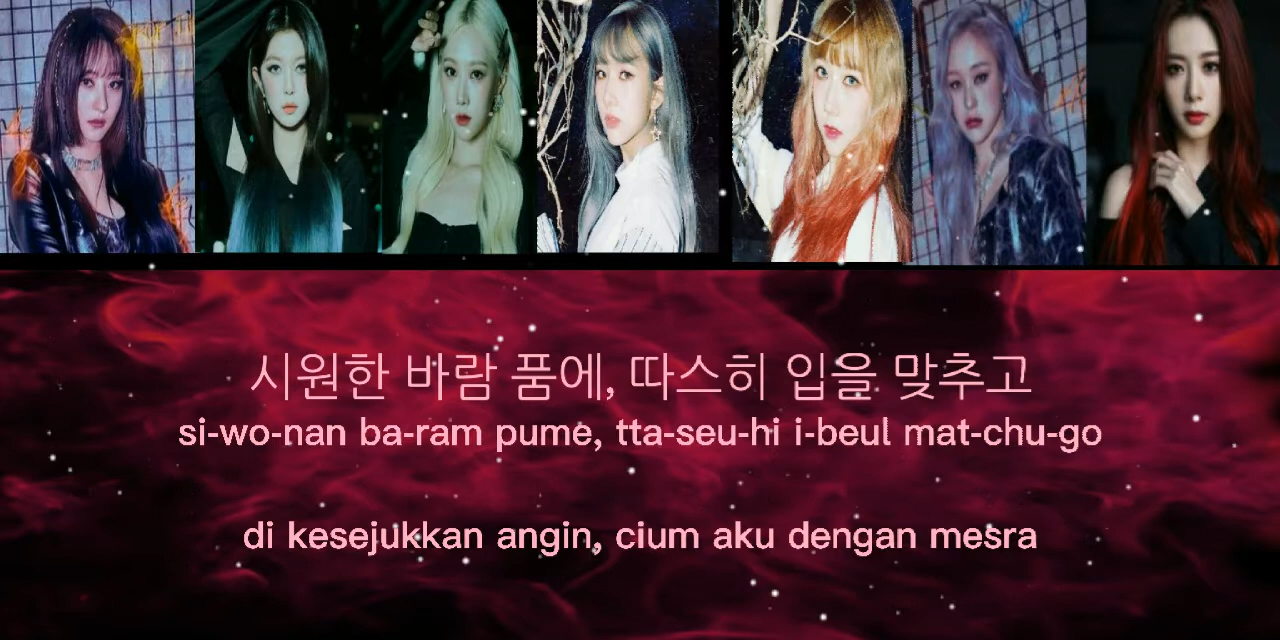 시원한 바람 품에, 따스히 입을 맞추고
si-wo-nan ba-ram pume, tta-seu-hi i-beul mat-chu-go
di kesejukkan angin, cium aku dengan mesra